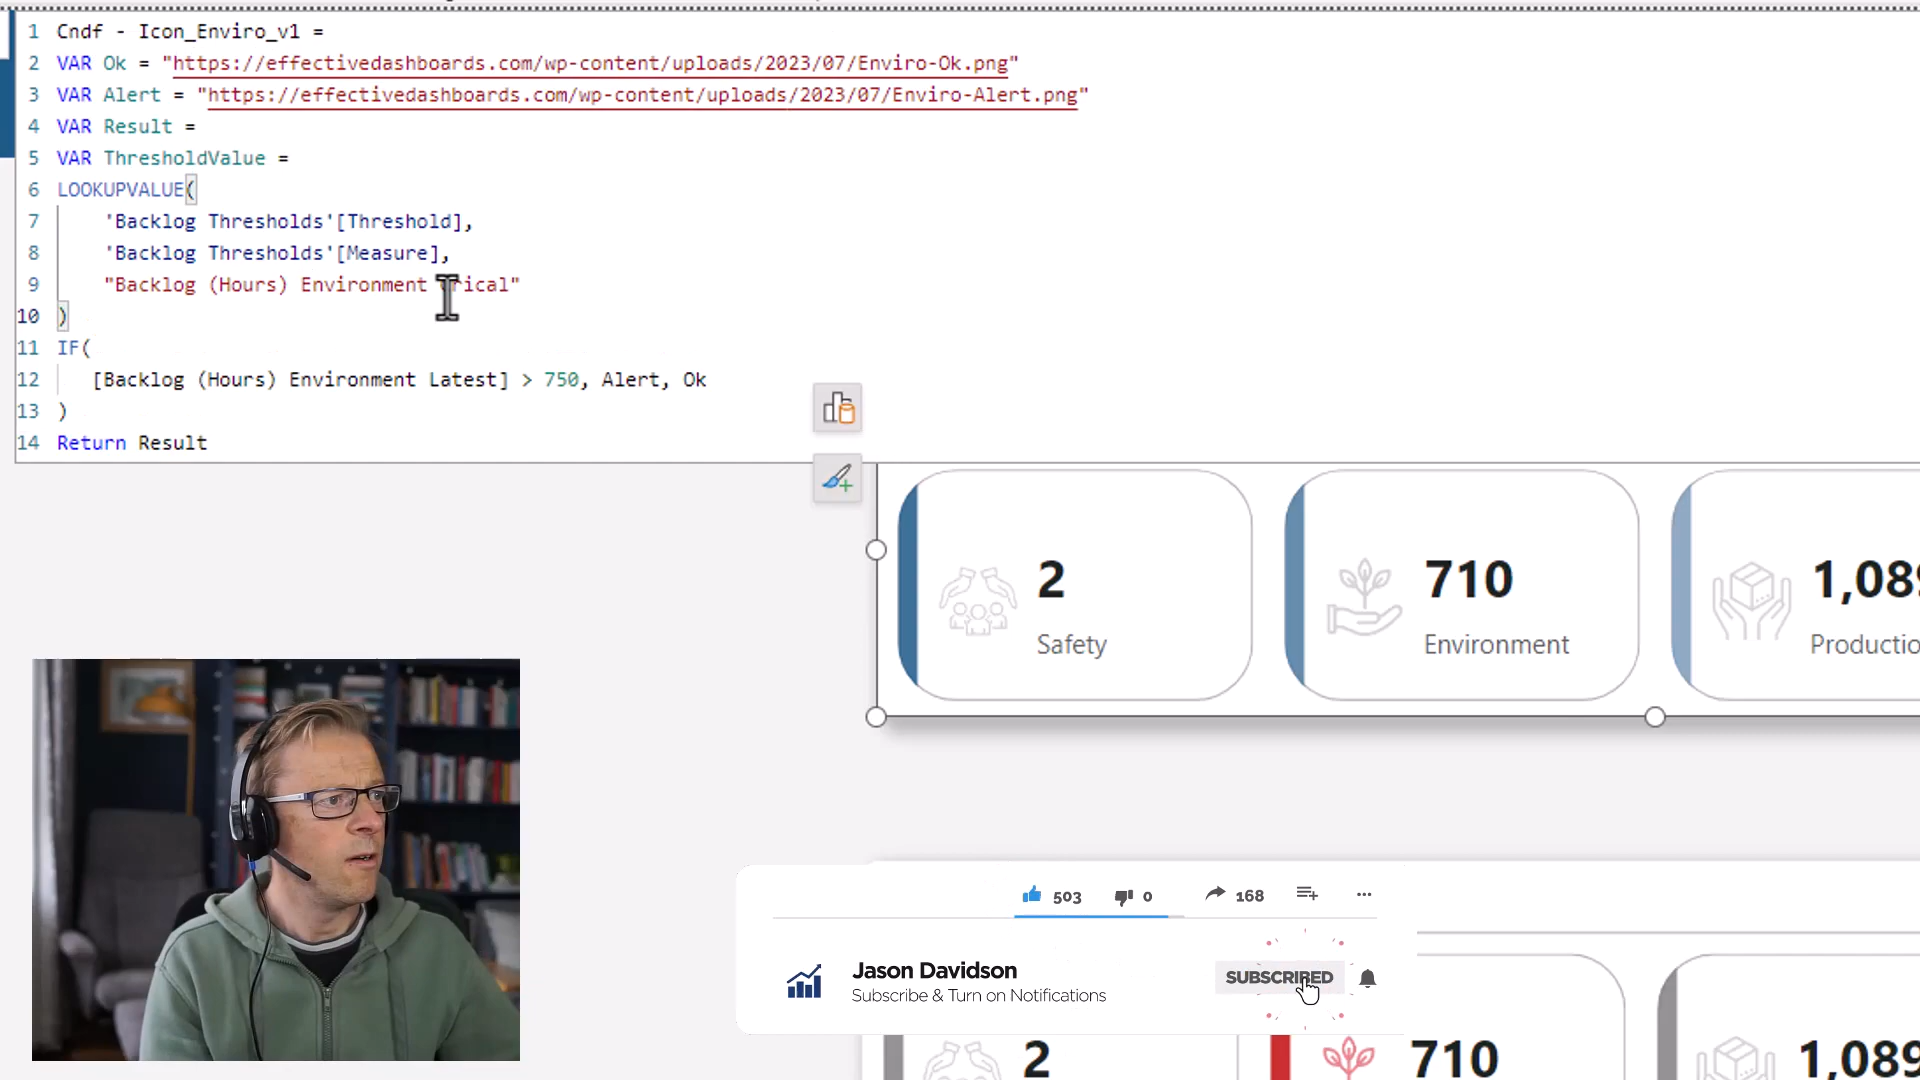 1 Cndf - Icon_Enviro_v1 =
2 VAR Ok = "https://effectivedashboards.com/wp-content/uploads/2023/07/Enviro-Ok.png"
3 VAR Alert = "https://effectivedashboards.com/wp-content/uploads/2023/07/Enviro-Alert.png"
4 VAR Result =
5 VAR ThresholdValue =
6 LOOKUPVALUE(
7 'Backlog Thresholds'[Threshold],
8 'Backlog Thresholds'[Measure],
9 "Backlog (Hours) Environment
10 )
11 IF(
12 [Backlog (Hours) Environment Latest] > 750, Alert, Ok
13 )
14 Return Result
2
Safety
710
Environment
1,089
Productio
503
0
168
Jason Davidson
Subscribe & Turn on Notifications
SUBSCRIBED
2
710
1,089